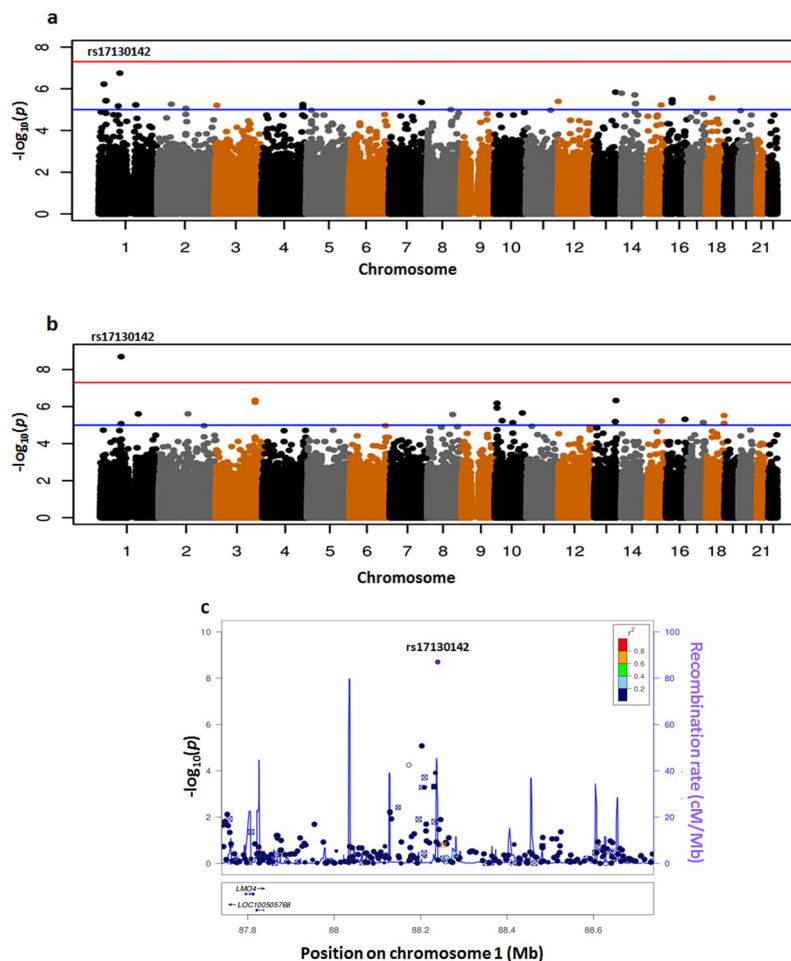 a
rs17130142
8
6
4
2
0
-log10(p)
1 2 3 4 5 6 7 8 9 10 12 14 16 18 21
Chromosome
b
rs17130142
8
6
4
2
0
-log10(p)
1 2 3 4 5 6 7 8 9 10 12 14 16 18 21
Chromosome
c
10
8
6
4
2
0
-log10(p)
rs17130142
r2
0.8
0.6
0.4
0.2
100
80
60
40
20
0
Recombination rate (cM/Mb)
LMO4→
←LOC100505768
87.8 88 88.2 88.4 88.6
Position on chromosome 1 (Mb)